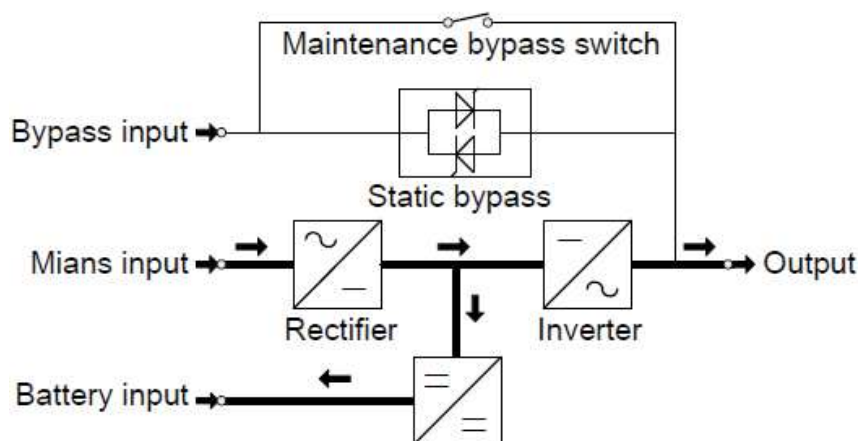 Maintenance bypass switch
Bypass input
Static bypass
Mians input
Output
Rectifier
Inverter
Battery input